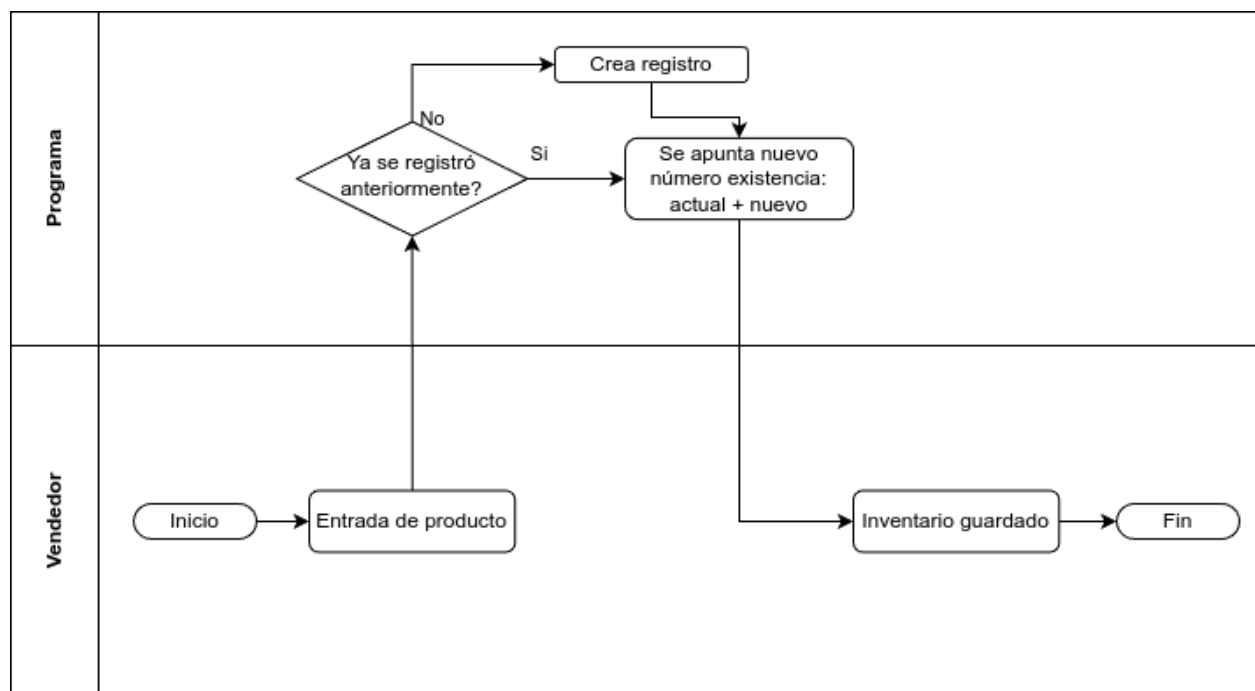 Programa
Crea registro
No
Ya se registró
anteriormente?
Si
Se apunta nuevo
número existencia:
actual + nuevo
Vendedor
Inicio
Entrada de producto
Inventario guardado
Fin